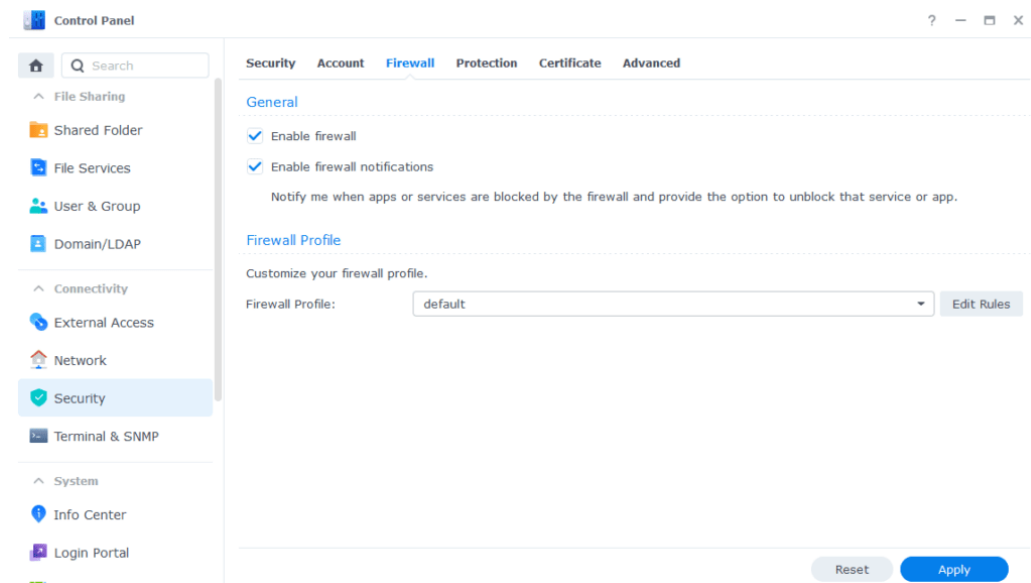 Control Panel
?
Search
File Sharing
Shared Folder
File Services
User & Group
Domain/LDAP
Connectivity
External Access
Network
Security
Terminal & SNMP
System
Info Center
Login Portal
Security Account Firewall Protection Certificate Advanced
General
Enable firewall
Enable firewall notifications
Notify me when apps or services are blocked by the firewall and provide the option to unblock that service or app.
Firewall Profile
Customize your firewall profile.
Firewall Profile: default Edit Rules
Reset Apply